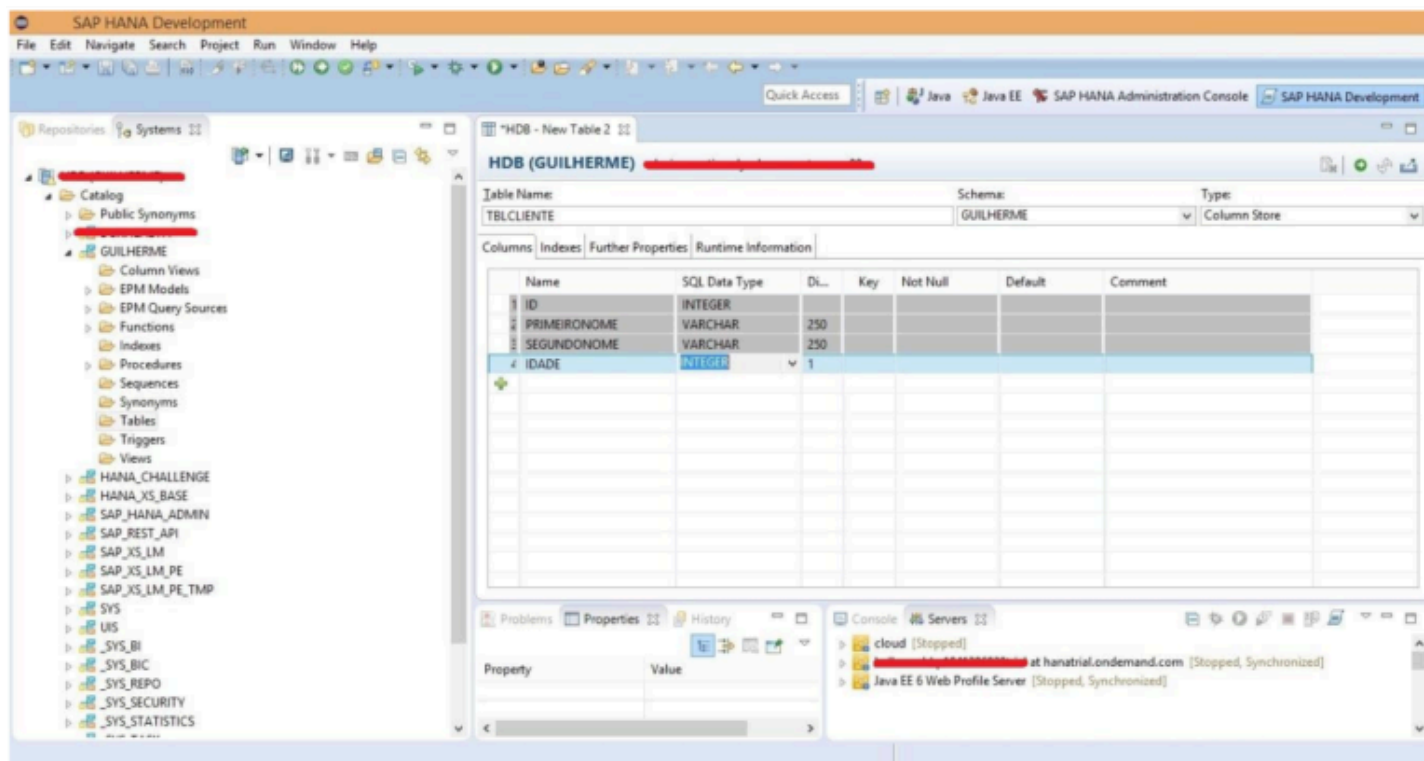 SAP HANA Development
File Edit Navigate Search Project Run Window Help
Quick Access Java Java EE SAP HANA Administration Console SAP HANA Development
Repositories Systems
Catalog
Public Synonyms
GUILHERME
Column Views
EPM Models
EPM Query Sources
Functions
Indexes
Procedures
Sequences
Synonyms
Tables
Triggers
Views
HANA_CHALLENGE
HANA_XS_BASE
SAP_HANA_ADMIN
SAP_REST_API
SAP_XS_LM
SAP_XS_LM_PE
SAP_XS_LM_PE_TMP
SYS
UIS
_SYS_BI
_SYS_BIC
_SYS_REPO
_SYS_SECURITY
_SYS_STATISTICS
*HDB - New Table 2
HDB (GUILHERME)
Table Name: Schema: Type:
TBLCLIENTE GUILHERME Column Store
Columns Indexes Further Properties Runtime Information
Name SQL Data Type Di... Key Not Null Default Comment
1 ID INTEGER
2 PRIMEIRONOME VARCHAR 250
3 SEGUNDONOME VARCHAR 250
4 IDADE INTEGER 1
Problems Properties History
Property Value
Console Servers
cloud [Stopped]
at hanatrial.ondemand.com [Stopped, Synchronized]
Java EE 6 Web Profile Server [Stopped, Synchronized]